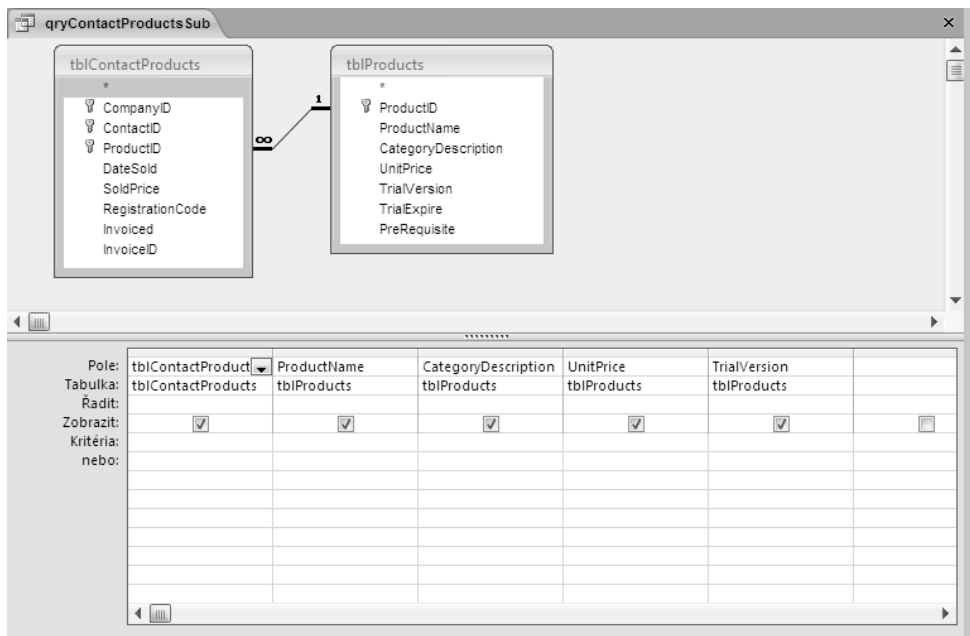 qryContactProductsSub
tblContactProducts
*
CompanyID
ContactID
ProductID
DateSold
SoldPrice
RegistrationCode
Invoiced
InvoiceID
∞
1
tblProducts
*
ProductID
ProductName
CategoryDescription
UnitPrice
TrialVersion
TrialExpire
PreRequisite
Pole: tblContactProduct ProductName CategoryDescription UnitPrice TrialVersion
Tabulka: tblContactProducts tblProducts tblProducts tblProducts tblProducts
Řadit:
Zobrazit:
Kritéria:
nebo: